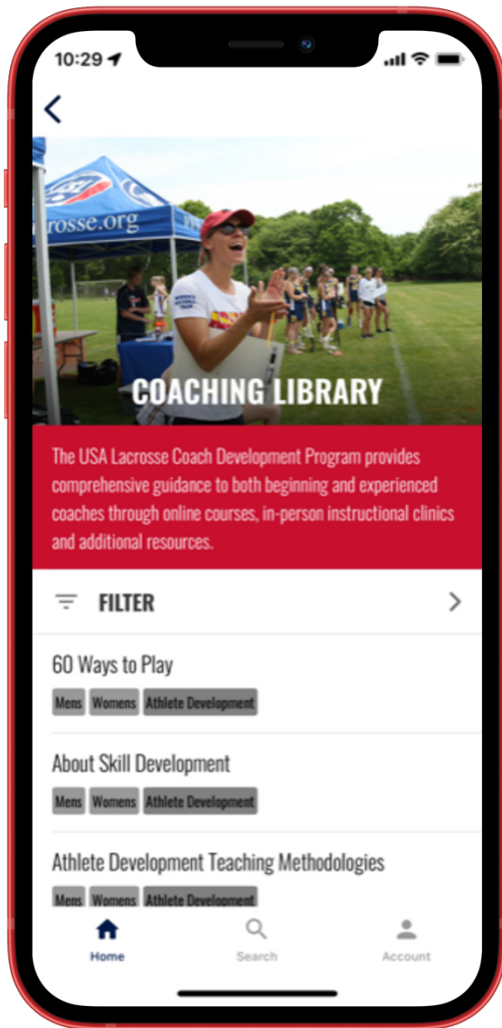 10:29
rosse.org
COACHING LIBRARY
The USA Lacrosse Coach Development Program provides
comprehensive guidance to both beginning and experienced
coaches through online courses, in-person instructional clinics
and additional resources.
FILTER
60 Ways to Play
Mens Womens Athlete Development
About Skill Development
Mens Womens Athlete Development
Athlete Development Teaching Methodologies
Mens Womens Athlete Development
Home Search Account